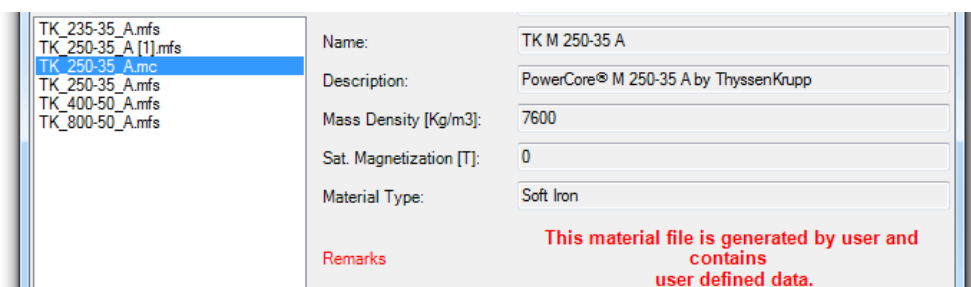 TK_235-35_A.mfs
TK_250-35_A [1].mfs
TK_250-35_A.mc
TK_250-35_A.mfs
TK_400-50_A.mfs
TK_800-50_A.mfs
Name: TK M 250-35 A
Description: PowerCore® M 250-35 A by ThyssenKrupp
Mass Density [Kg/m3]: 7600
Sat. Magnetization [T]: 0
Material Type: Soft Iron
Remarks
This material file is generated by user and
contains
user defined data.